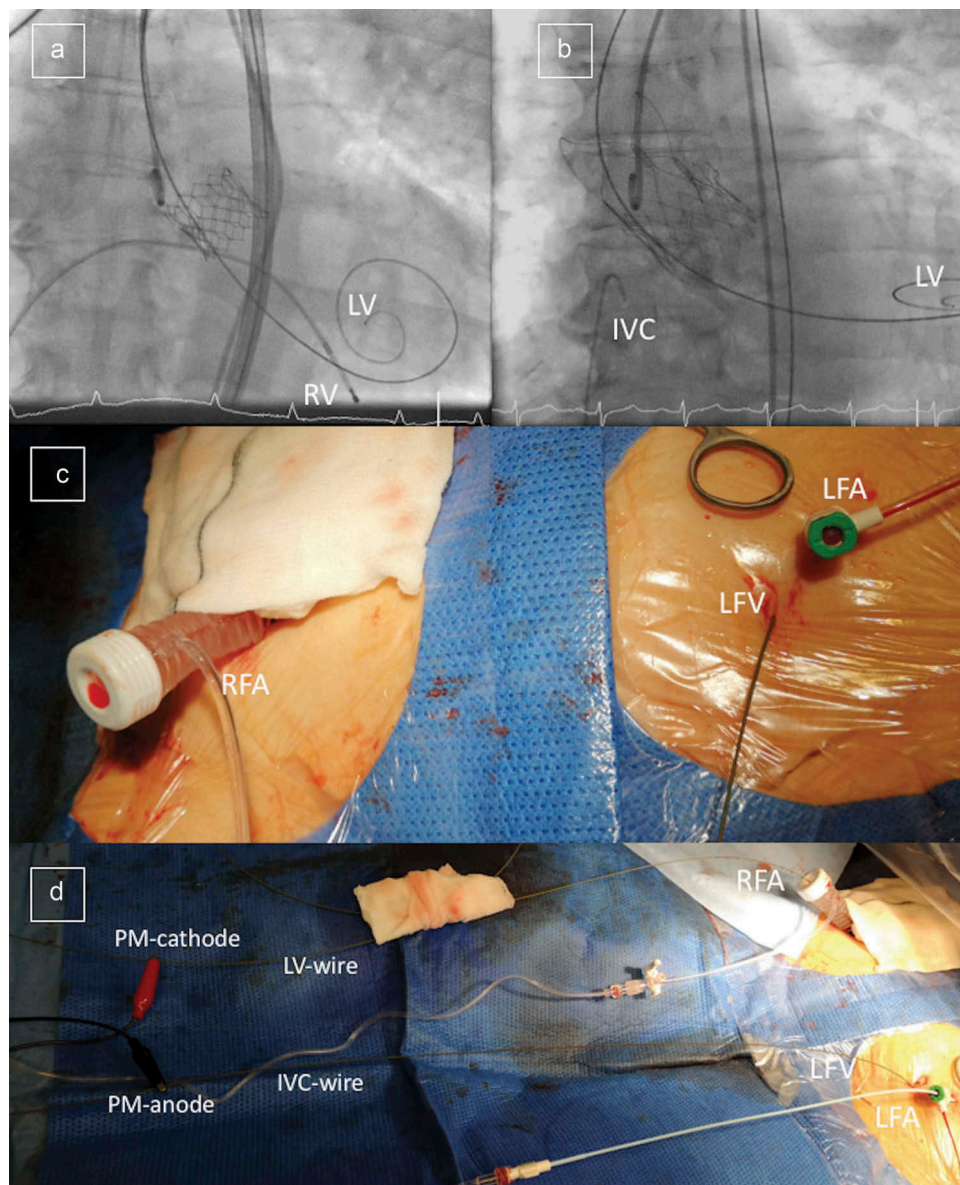 a
b
LV
RV
LV
IVC
c
LFA
LFV
RFA
d
RFA
PM-cathode
LV-wire
LFV
IVC-wire
PM-anode
LFA